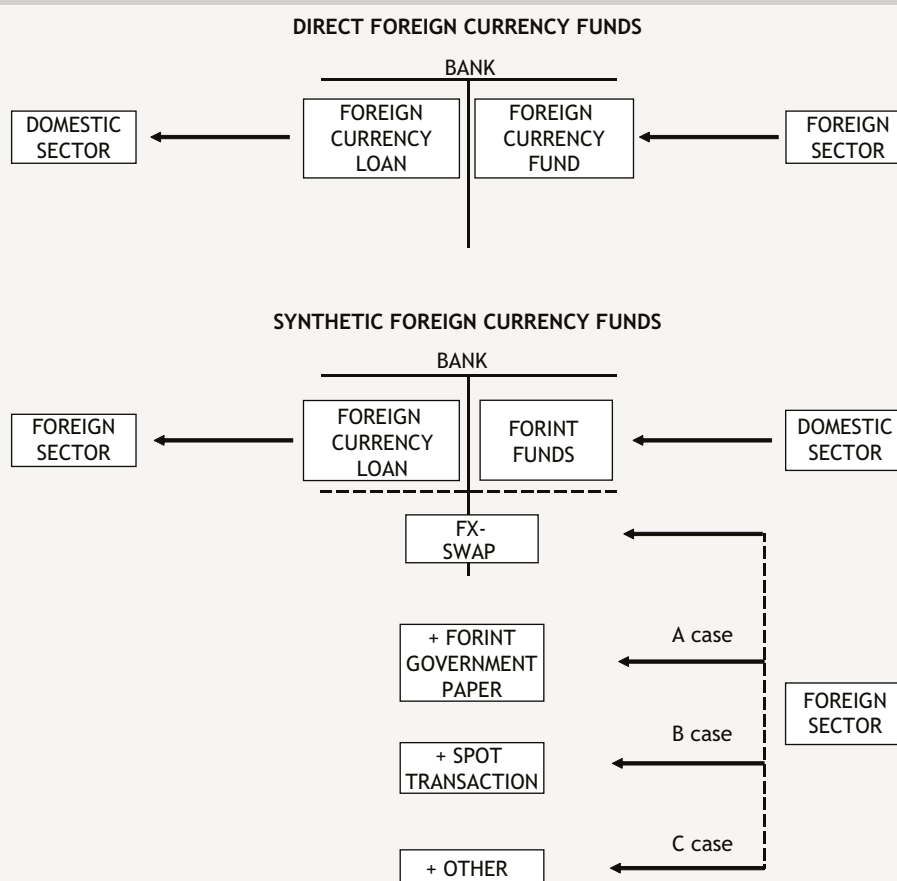 DIRECT FOREIGN CURRENCY FUNDS
BANK
DOMESTIC
SECTOR
FOREIGN
CURRENCY
LOAN
FOREIGN
CURRENCY
FUND
FOREIGN
SECTOR
SYNTHETIC FOREIGN CURRENCY FUNDS
BANK
FOREIGN
SECTOR
FOREIGN
CURRENCY
LOAN
FORINT
FUNDS
DOMESTIC
SECTOR
FX-
SWAP
A case
+ FORINT
GOVERNMENT
PAPER
FOREIGN
SECTOR
B case
+ SPOT
TRANSACTION
C case
+ OTHER